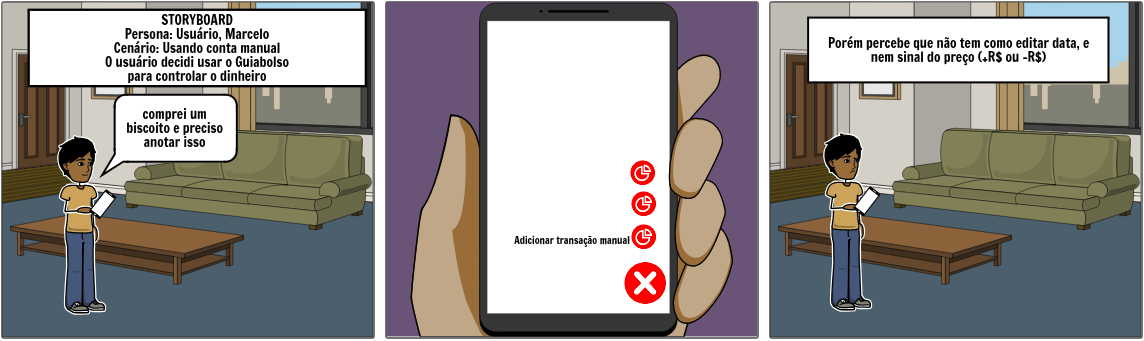 STORYBOARD
Persona: Usuário, Marcelo
Cenário: Usando conta manual
O usuário decidi usar o Guiabolso
para controlar o dinheiro
comprei um
biscoito e preciso
anotar isso
Adicionar transação manual
Porém percebe que não tem como editar data, e
nem sinal do preço (+R$ ou -R$)